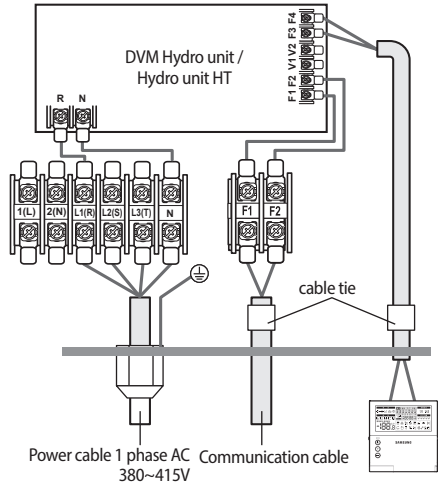 DVM Hydro unit /
Hydro unit HT
F4
F3
V2
V1
F2
F1
R N
1(L) 2(N) L1(R) L2(S) L3(T) N
F1 F2
cable tie
SAMSUNG
Power cable 1 phase AC
380~415V
Communication cable